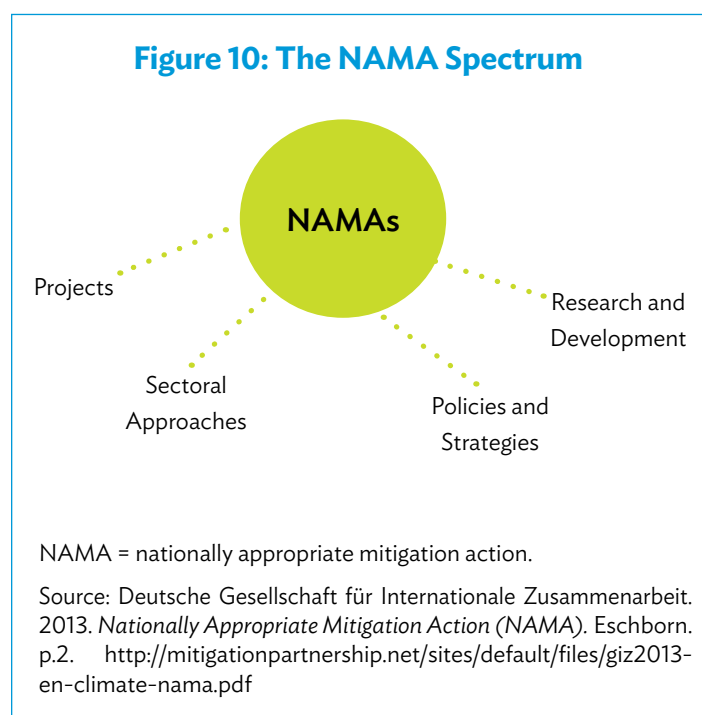 Figure 10: The NAMA Spectrum
NAMAs
Projects
Research and
Development
Sectoral
Approaches
Policies and
Strategies
NAMA = nationally appropriate mitigation action.
Source: Deutsche Gesellschaft für Internationale Zusammenarbeit.
2013. Nationally Appropriate Mitigation Action (NAMA). Eschborn.
p.2. http://mitigationpartnership.net/sites/default/files/giz2013-
en-climate-nama.pdf